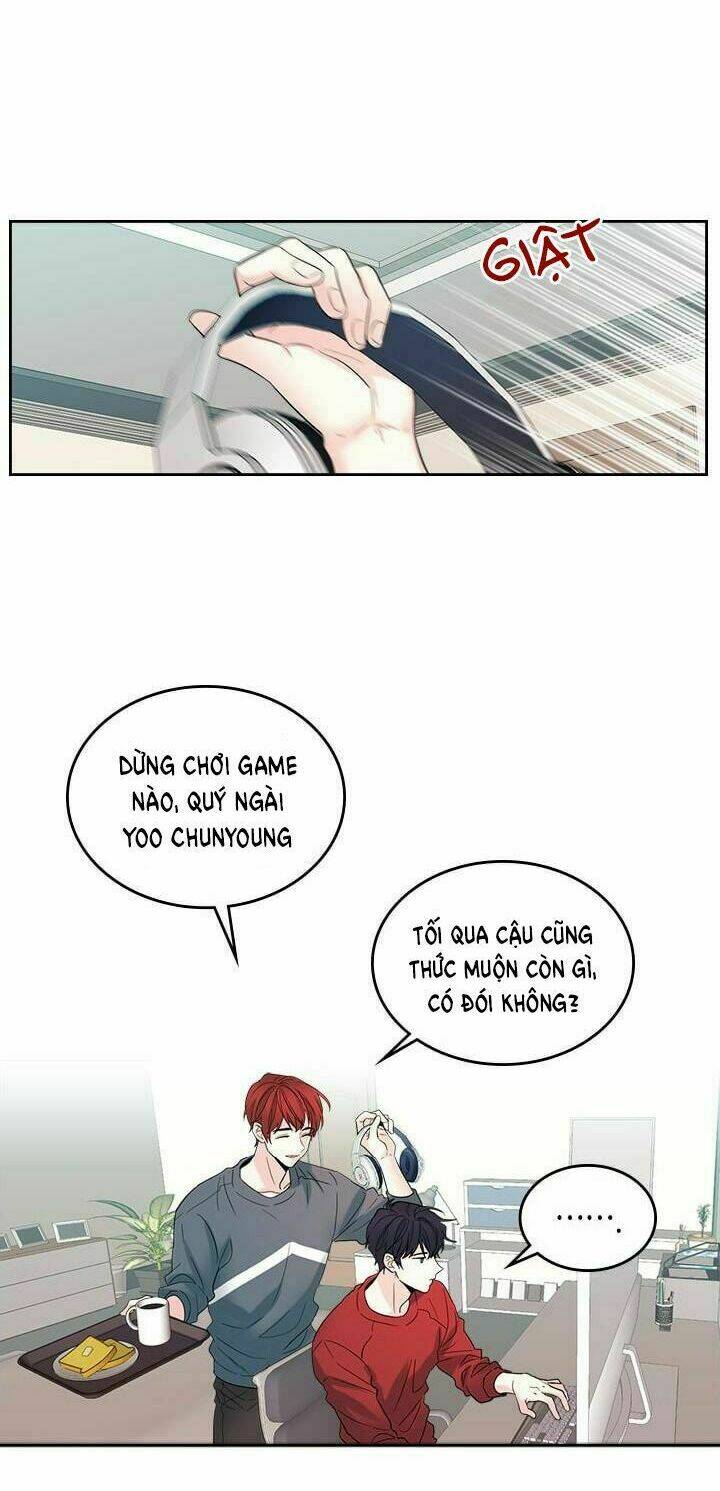 GIẬT
DỪNG CHƠI GAME
NÀO, QUÝ NGÀI
YOO CHUNYOUNG
TỐI QUA CẬU CŨNG
THỨC MUỘN CÒN GÌ,
CÓ ĐÓI KHÔNG?
.......